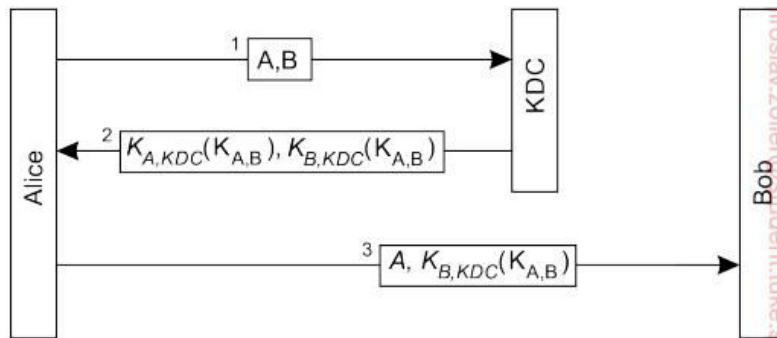 1
A,B
KDC
2
K_A,KDC(K_A,B), K_B,KDC(K_A,B)
Alice
Bob
3
A, K_B,KDC(K_A,B)